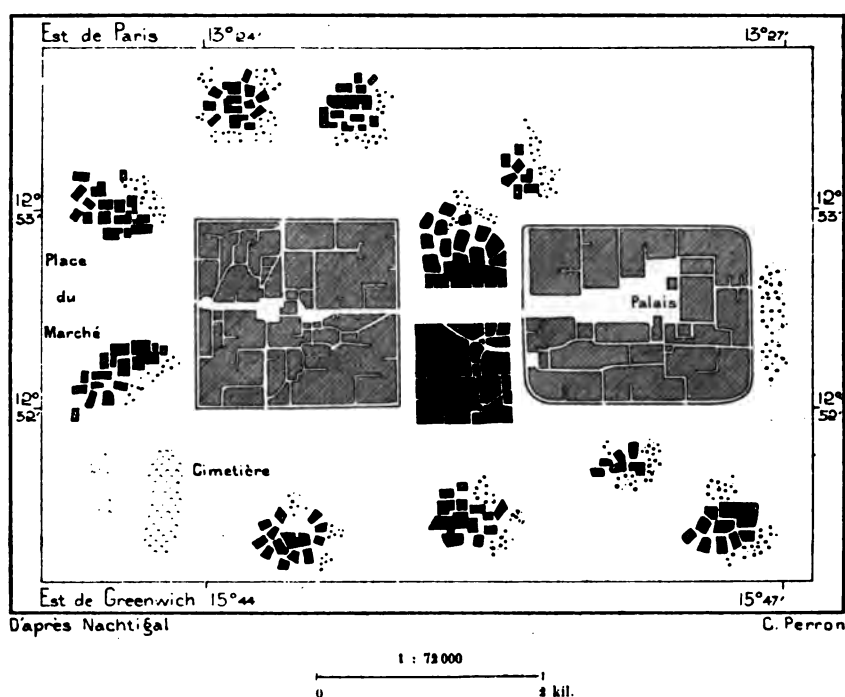 Est de Paris 13°24' 13°27'
12°
53'
12°
53'
Place
du
Marché
Palais
12°
52'
12°
52'
Cimetière
Est de Greenwich 15°44 15°47'
D'après Nachtigal C. Perron
1 : 72 000
0 2 kil.